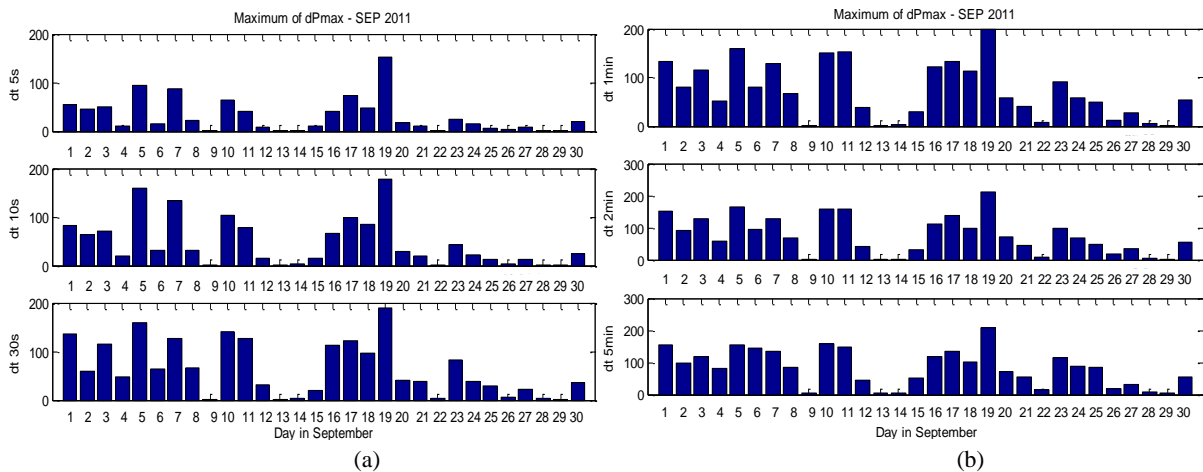 Maximum of dPmax - SEP 2011
200
100
0
dt 5s
1 2 3 4 5 6 7 8 9 10 11 12 13 14 15 16 17 18 19 20 21 22 23 24 25 26 27 28 29 30
200
100
0
dt 10s
1 2 3 4 5 6 7 8 9 10 11 12 13 14 15 16 17 18 19 20 21 22 23 24 25 26 27 28 29 30
200
100
0
dt 30s
1 2 3 4 5 6 7 8 9 10 11 12 13 14 15 16 17 18 19 20 21 22 23 24 25 26 27 28 29 30
Day in September
(a)
Maximum of dPmax - SEP 2011
200
100
0
dt 1min
1 2 3 4 5 6 7 8 9 10 11 12 13 14 15 16 17 18 19 20 21 22 23 24 25 26 27 28 29 30
300
200
100
0
dt 2min
1 2 3 4 5 6 7 8 9 10 11 12 13 14 15 16 17 18 19 20 21 22 23 24 25 26 27 28 29 30
300
200
100
0
dt 5min
1 2 3 4 5 6 7 8 9 10 11 12 13 14 15 16 17 18 19 20 21 22 23 24 25 26 27 28 29 30
Day in September
(b)